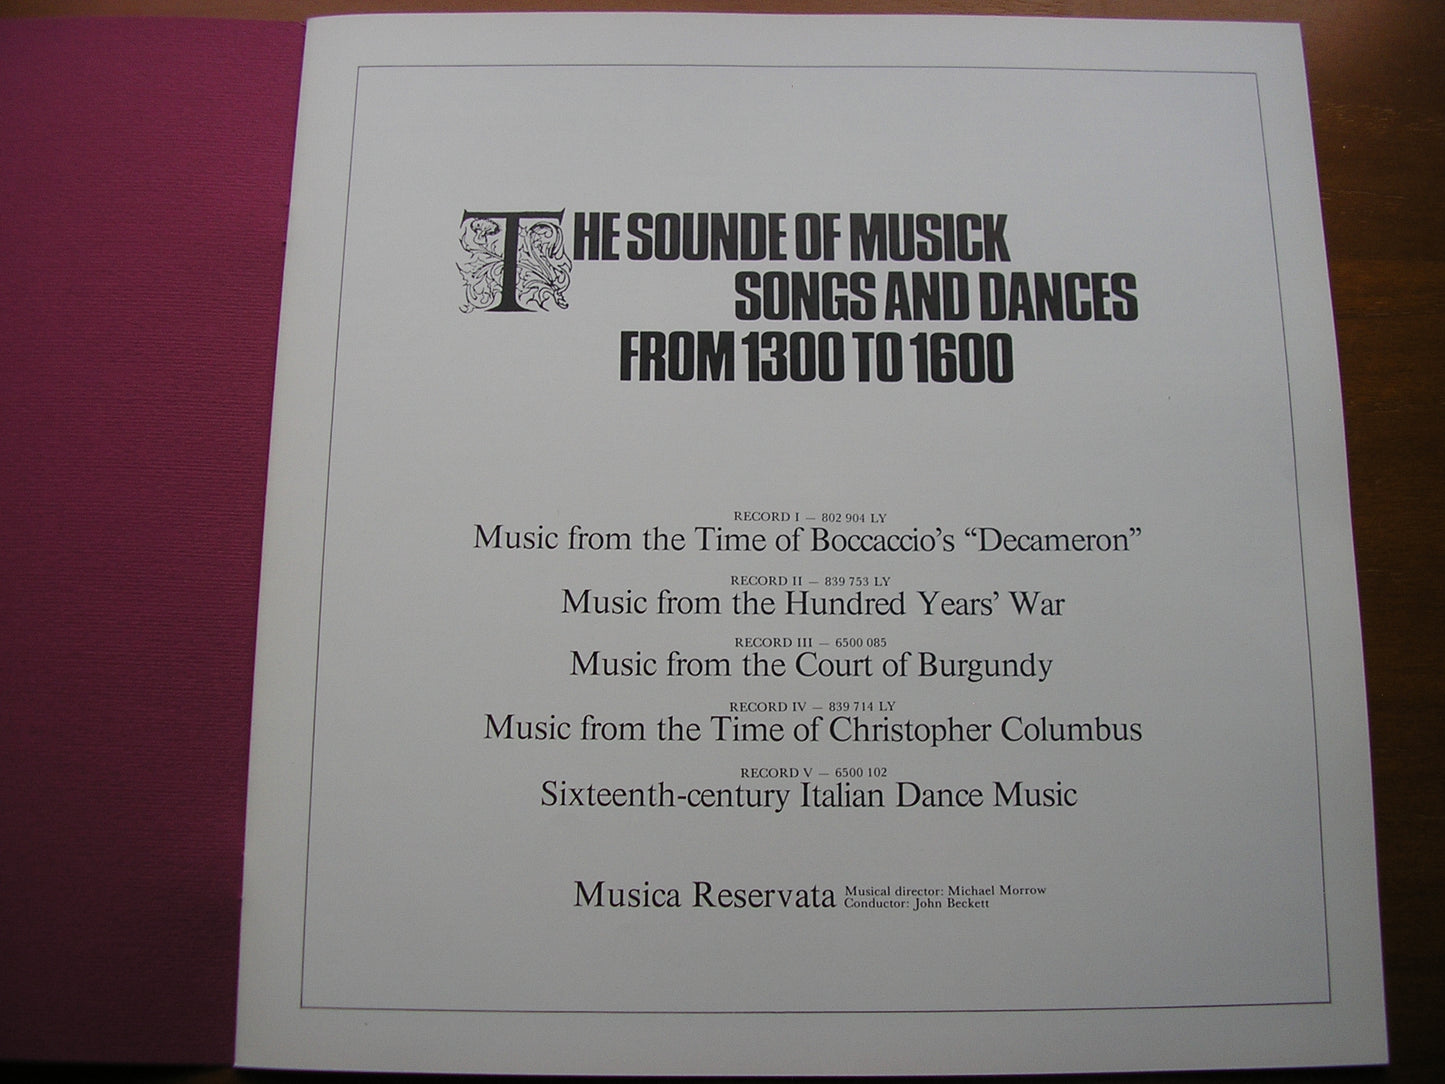 THE SOUNDE OF MUSICK
SONGS AND DANCES
FROM 1300 TO 1600
RECORD I — 802 904 LY
Music from the Time of Boccaccio’s “Decameron”
RECORD II — 839 753 LY
Music from the Hundred Years’ War
RECORD III — 6500 085
Music from the Court of Burgundy
RECORD IV — 839 714 LY
Music from the Time of Christopher Columbus
RECORD V — 6500 102
Sixteenth-century Italian Dance Music
Musica Reservata
Musical director: Michael Morrow
Conductor: John Beckett